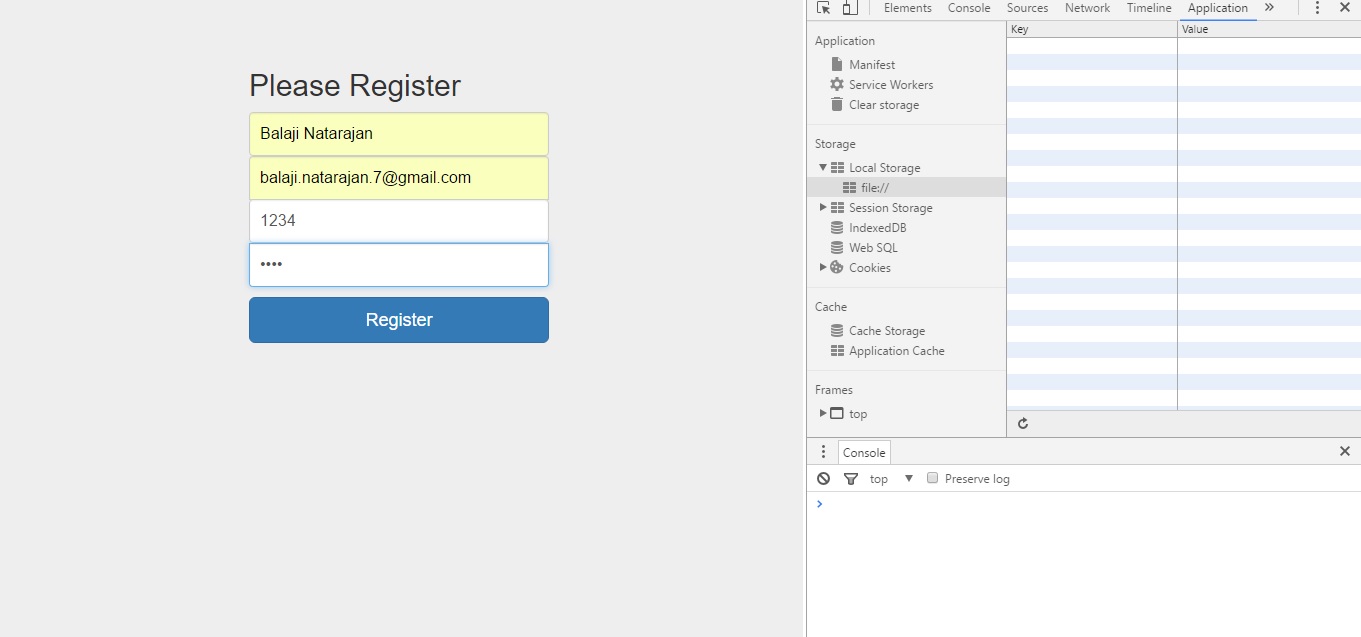 Please Register
Balaji Natarajan
balaji.natarajan.7@gmail.com
1234
••••
Register
Elements Console Sources Network Timeline Application »
Application
Manifest
Service Workers
Clear storage
Storage
Local Storage
file://
Session Storage
IndexedDB
Web SQL
Cookies
Cache
Cache Storage
Application Cache
Frames
top
Key Value
Console
top Preserve log